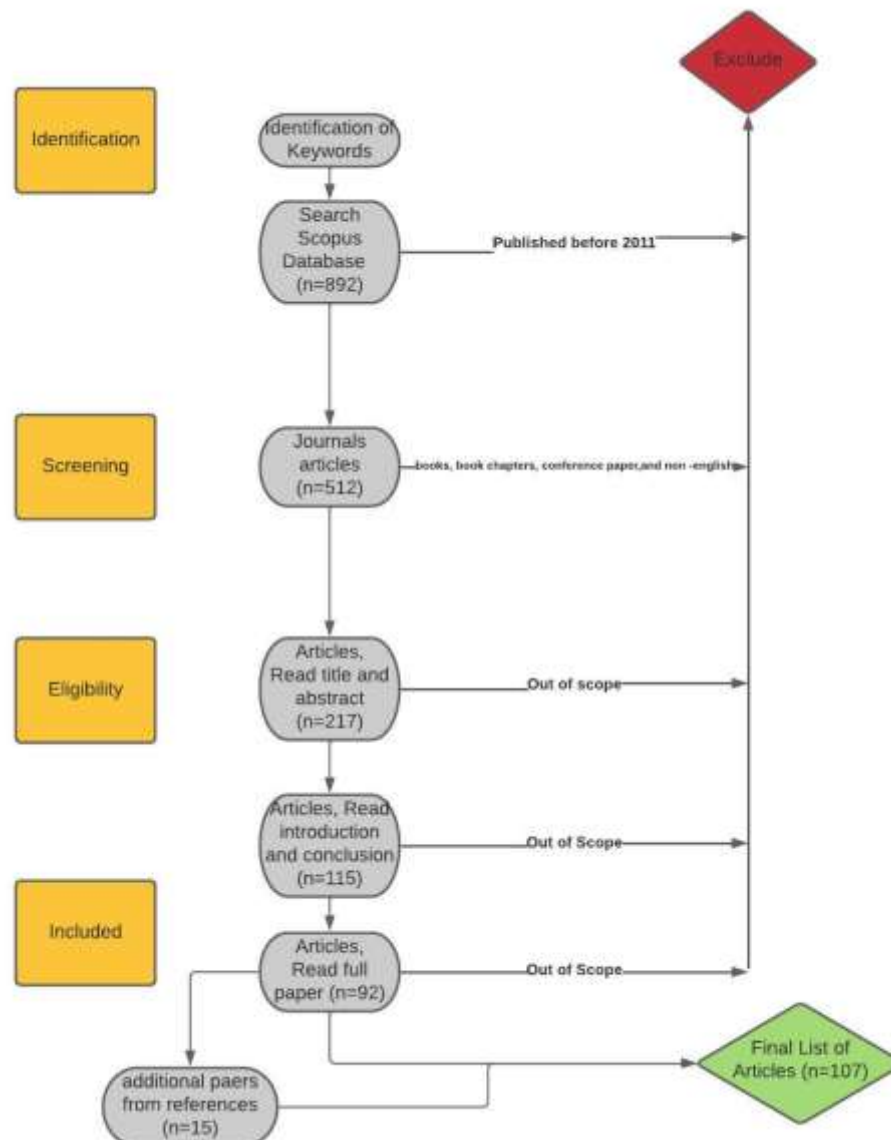 Exclude
Identification
Identification of
Keywords
Search
Scopus
Database
(n=892)
Published before 2011
Screening
Journals
articles
(n=512)
books, book chapters, conference paper,and non -english
Eligibility
Articles,
Read title and
abstract
(n=217)
Out of scope
Articles, Read
introduction
and conclusion
(n=115)
Out of Scope
Included
Articles,
Read full
paper (n=92)
Out of Scope
Final List of
Articles (n=107)
additional paers
from references
(n=15)